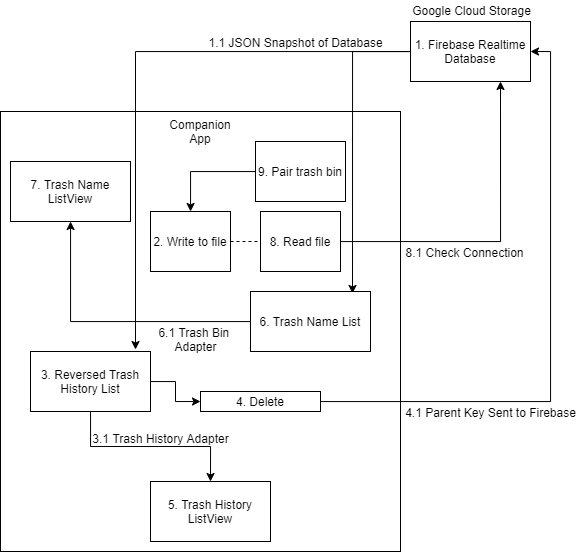 Google Cloud Storage
1.1 JSON Snapshot of Database
1. Firebase Realtime
Database
Companion
App
9. Pair trash bin
7. Trash Name
ListView
2. Write to file
8. Read file
8.1 Check Connection
6. Trash Name List
6.1 Trash Bin
Adapter
3. Reversed Trash
History List
4. Delete
4.1 Parent Key Sent to Firebase
3.1 Trash History Adapter
5. Trash History
ListView